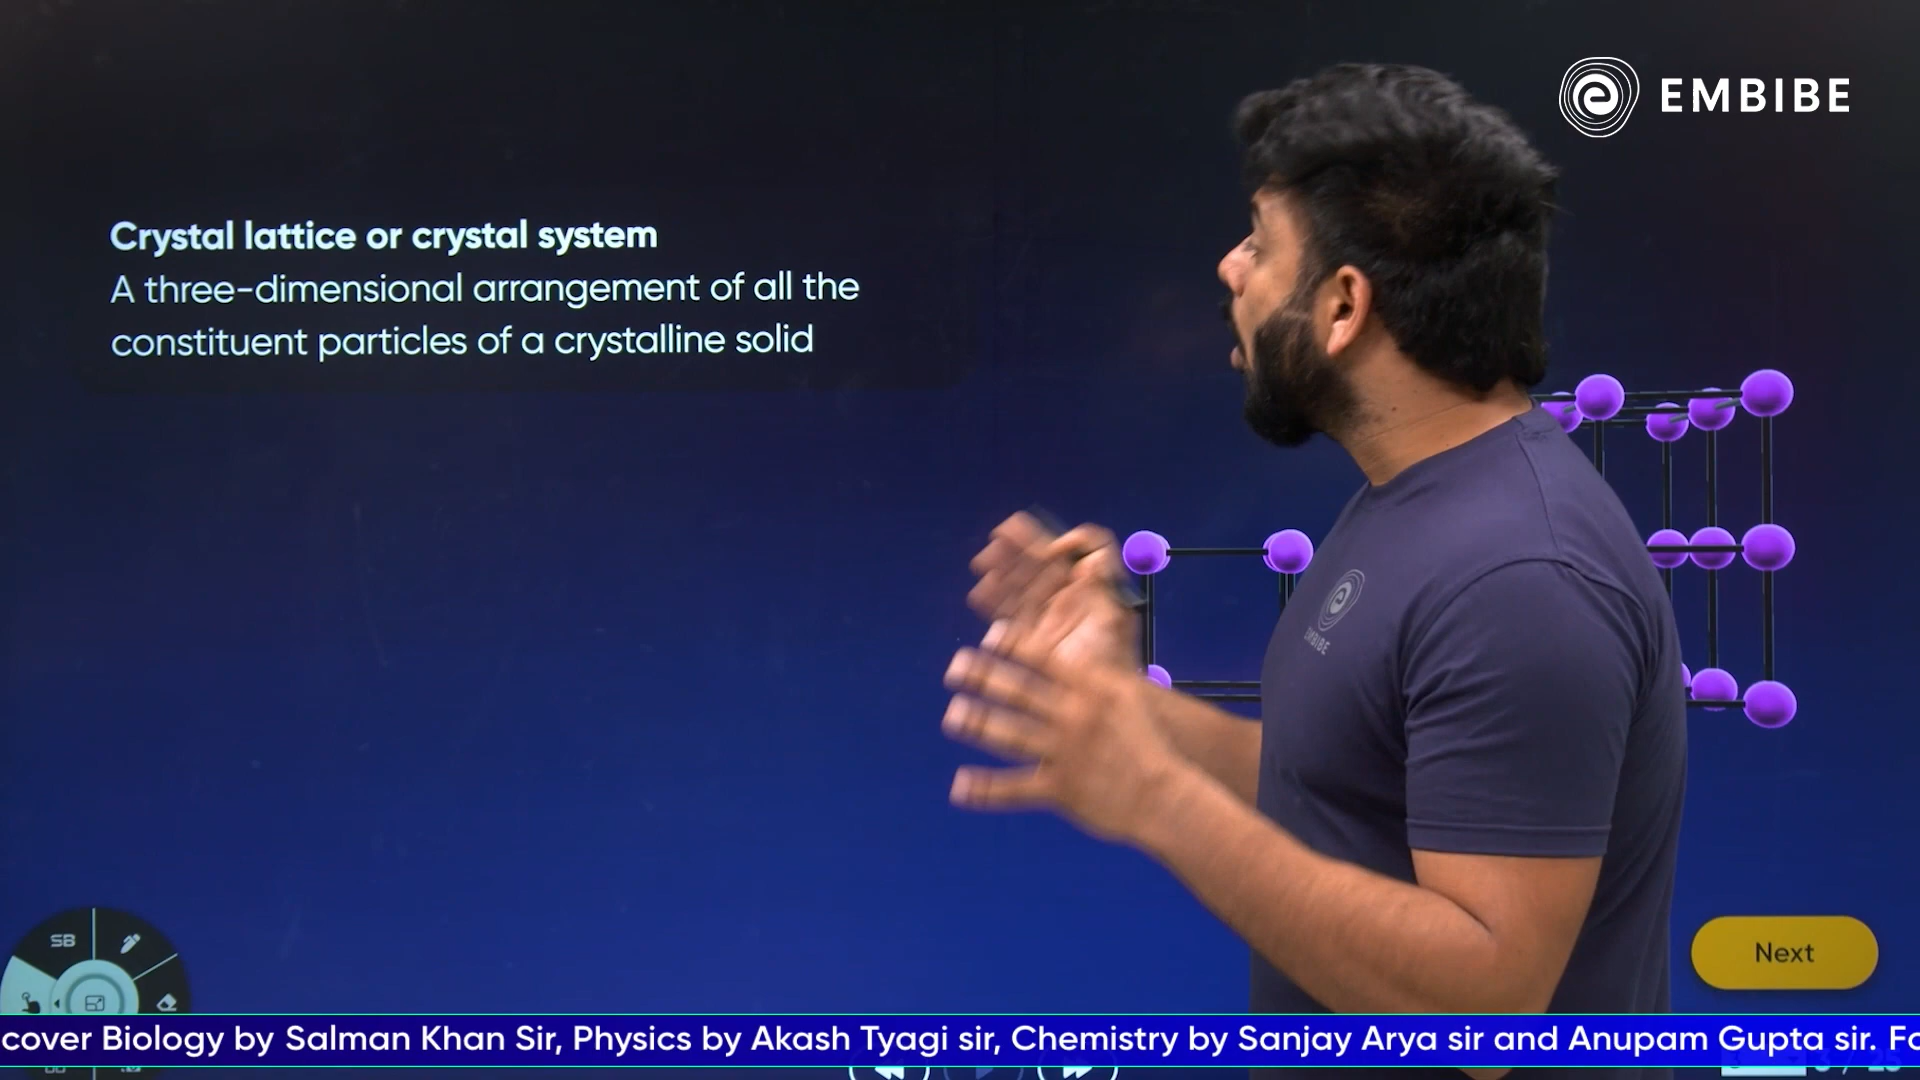 EMBIBE
Crystal lattice or crystal system
A three-dimensional arrangement of all the
constituent particles of a crystalline solid
EMBIBE
SB
Next
cover Biology by Salman Khan Sir, Physics by Akash Tyagi sir, Chemistry by Sanjay Arya sir and Anupam Gupta sir. Fo